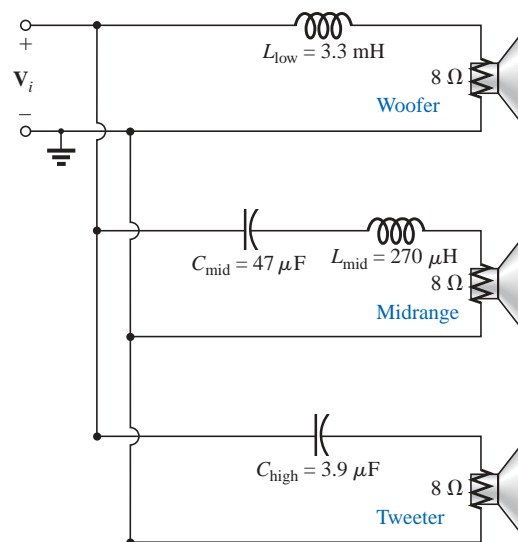 +
V_i
−
L_low = 3.3 mH
8 Ω
Woofer
C_mid = 47 μF
L_mid = 270 μH
8 Ω
Midrange
C_high = 3.9 μF
8 Ω
Tweeter